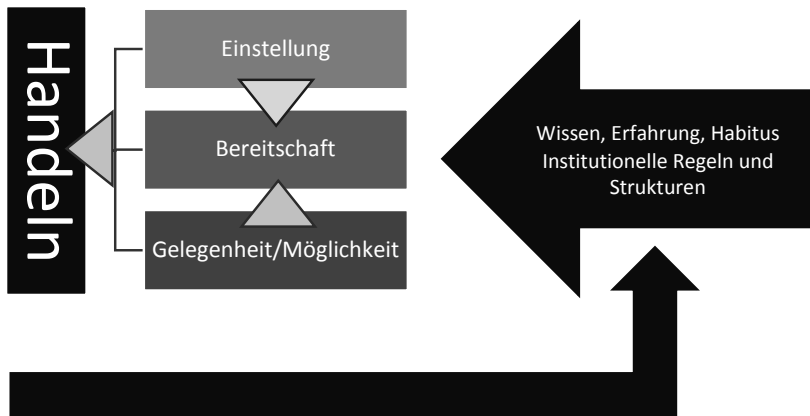 Handeln
Einstellung
Bereitschaft
Gelegenheit/Möglichkeit
Wissen, Erfahrung, Habitus
Institutionelle Regeln und
Strukturen